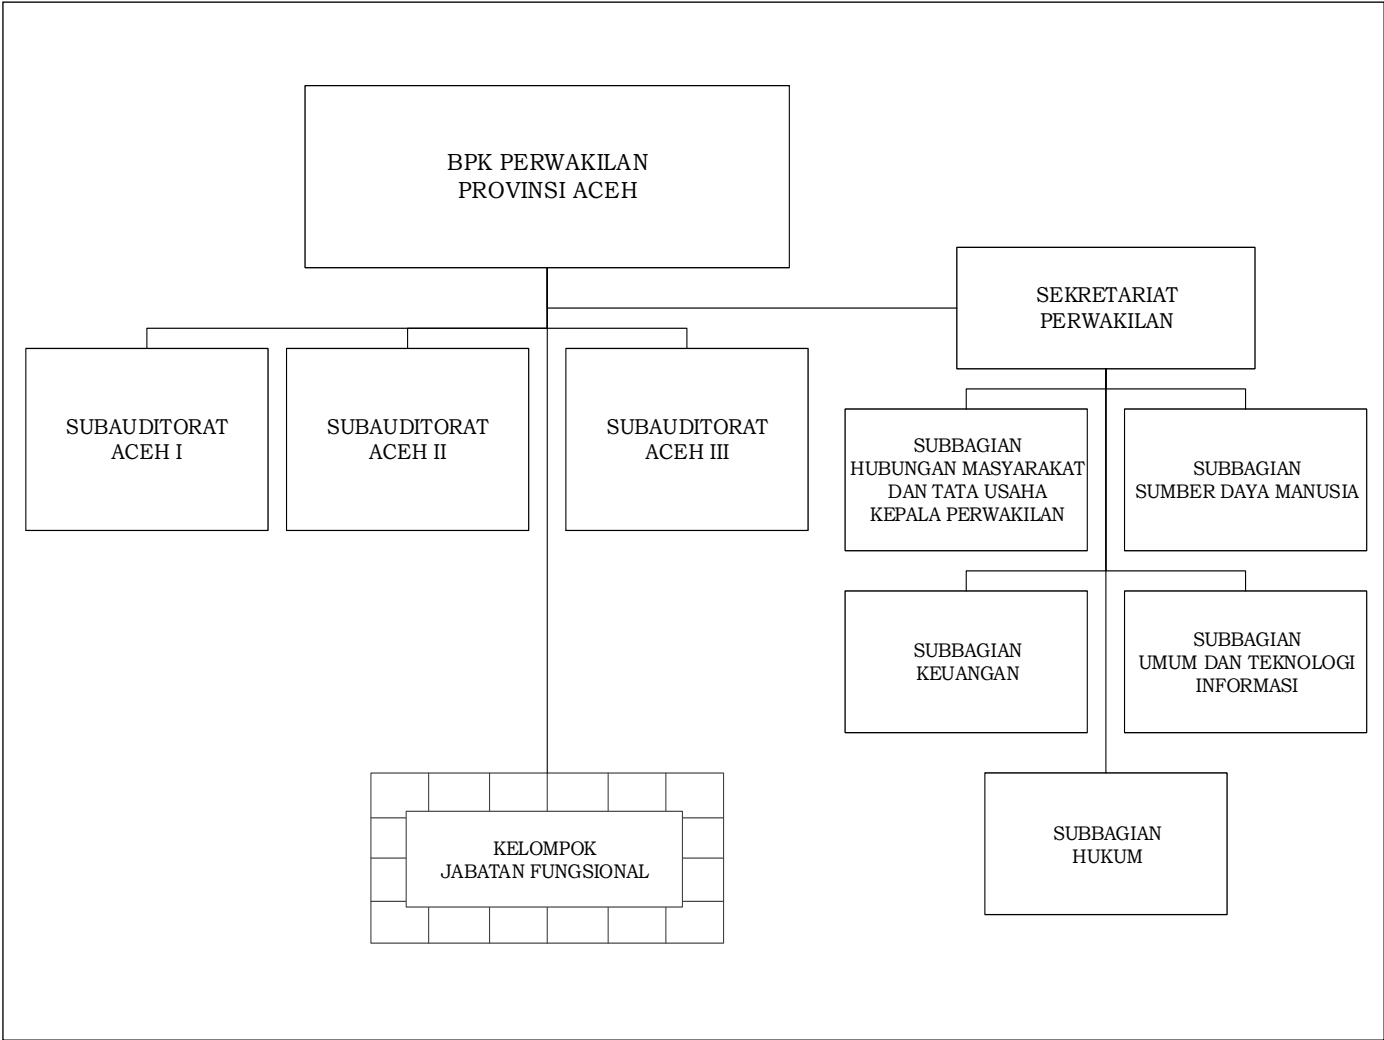 BPK PERWAKILAN
PROVINSI ACEH
SEKRETARIAT
PERWAKILAN
SUBAUDITORAT
ACEH I
SUBAUDITORAT
ACEH II
SUBAUDITORAT
ACEH III
SUBBAGIAN
HUBUNGAN MASYARAKAT
DAN TATA USAHA
KEPALA PERWAKILAN
SUBBAGIAN
SUMBER DAYA MANUSIA
SUBBAGIAN
KEUANGAN
SUBBAGIAN
UMUM DAN TEKNOLOGI
INFORMASI
KELOMPOK
JABATAN FUNGSIONAL
SUBBAGIAN
HUKUM